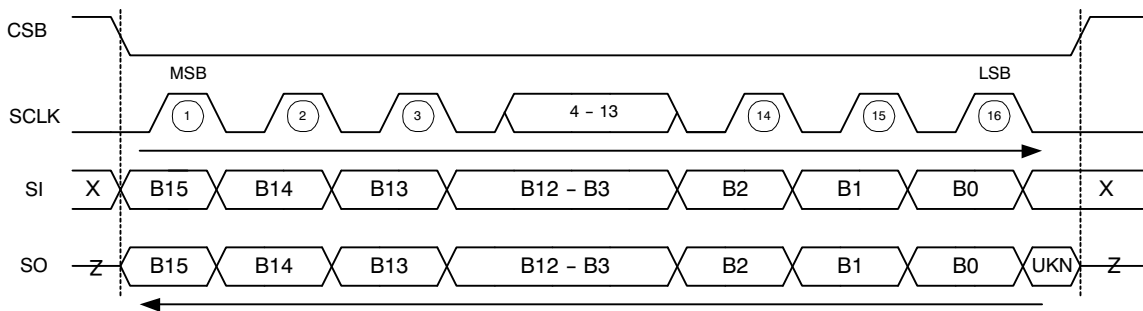 CSB
MSB LSB
SCLK 1 2 3 4 – 13 14 15 16
SI X B15 B14 B13 B12 – B3 B2 B1 B0 X
SO Z B15 B14 B13 B12 – B3 B2 B1 B0 UKN Z